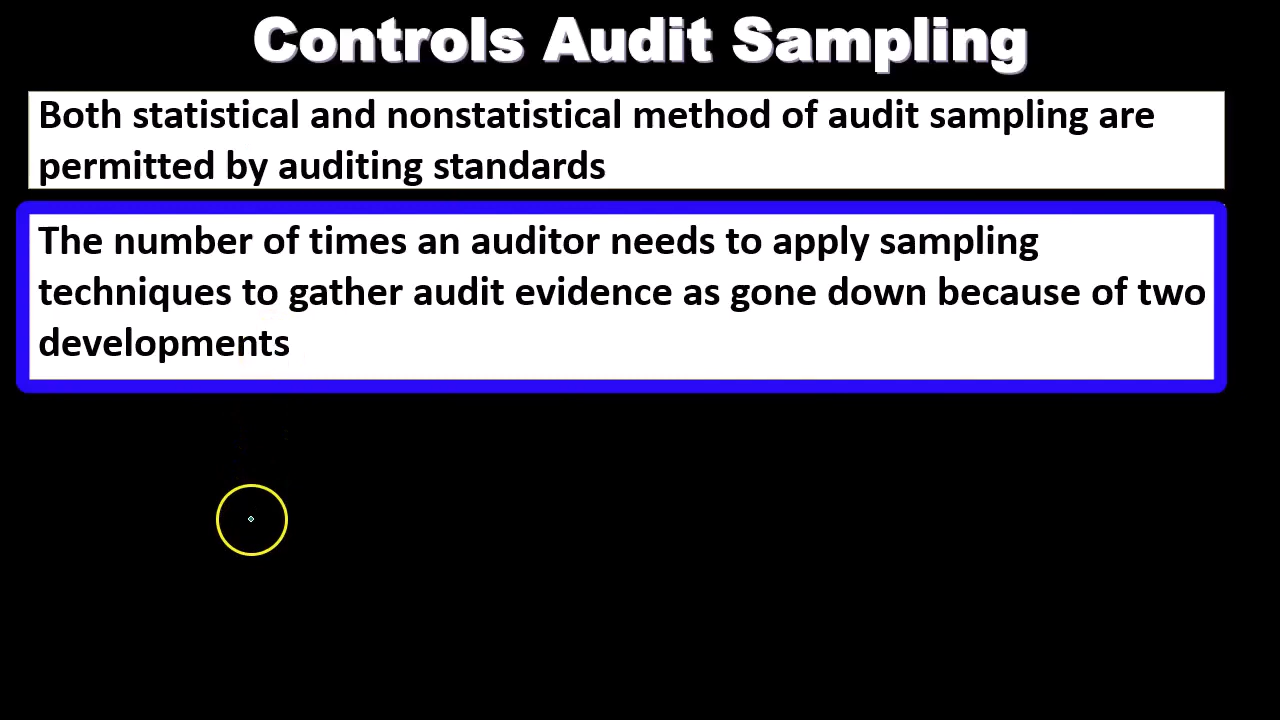 Controls Audit Sampling
Both statistical and nonstatistical method of audit sampling are
permitted by auditing standards
The number of times an auditor needs to apply sampling
techniques to gather audit evidence as gone down because of two
developments